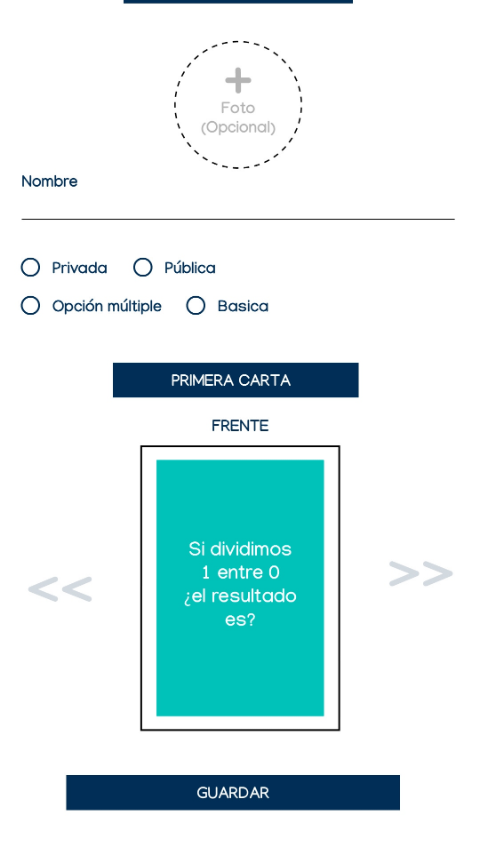 Foto
(Opcional)
Nombre
Privada Pública
Opción múltiple Basica
PRIMERA CARTA
FRENTE
Si dividimos
1 entre 0
¿el resultado
es?
<< >>
GUARDAR